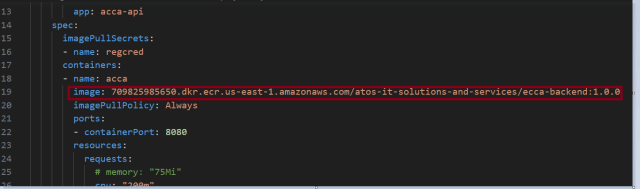 13 app: acca-api
14 spec:
15 imagePullSecrets:
16 - name: regcred
17 containers:
18 - name: acca
19 image: 709825985650.dkr.ecr.us-east-1.amazonaws.com/atos-it-solutions-and-services/ecca-backend:1.0.0
20 imagePullPolicy: Always
21 ports:
22 - containerPort: 8080
23 resources:
24 requests:
25 # memory: "75Mi"
26 cpu: "200m"